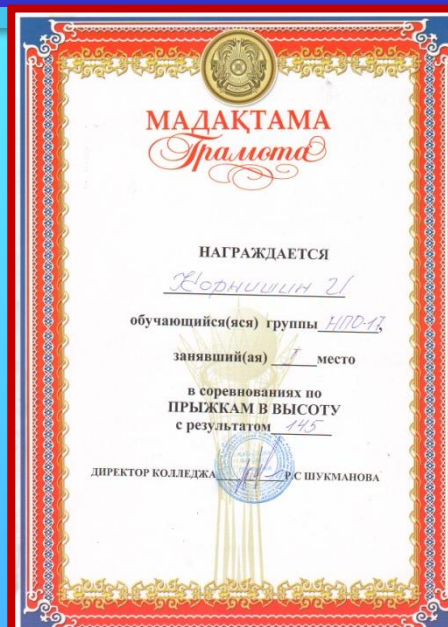 МАДАҚТАМА
Грамота
НАГРАЖДАЕТСЯ
Корнишин И
обучающийся(яся) группы НПО-17,
занявший(ая) I место
в соревнованиях по
ПРЫЖКАМ В ВЫСОТУ
с результатом 145
ДИРЕКТОР КОЛЛЕДЖА Р.С ШУКМАНОВА